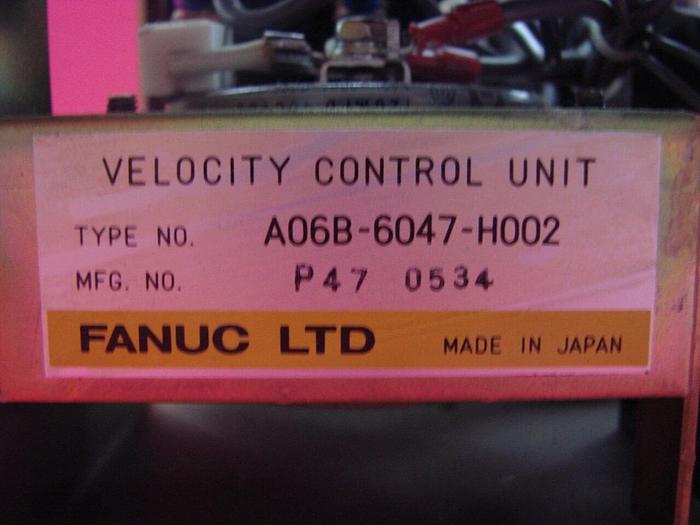 VELOCITY CONTROL UNIT
TYPE NO. A06B-6047-H002
MFG. NO. P47 0534
FANUC LTD MADE IN JAPAN